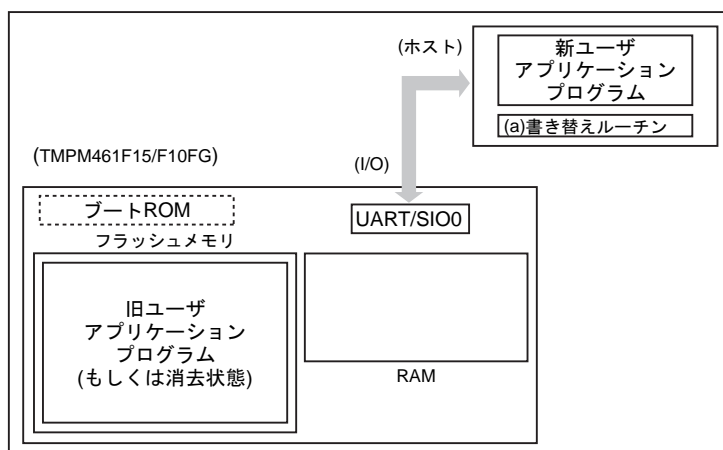 (ホスト)
新ユーザ
アプリケーション
プログラム
(a)書き替えルーチン
(TMPM461F15/F10FG)
(I/O)
ブートROM
UART/SIO0
フラッシュメモリ
旧ユーザ
アプリケーション
プログラム
(もしくは消去状態)
RAM